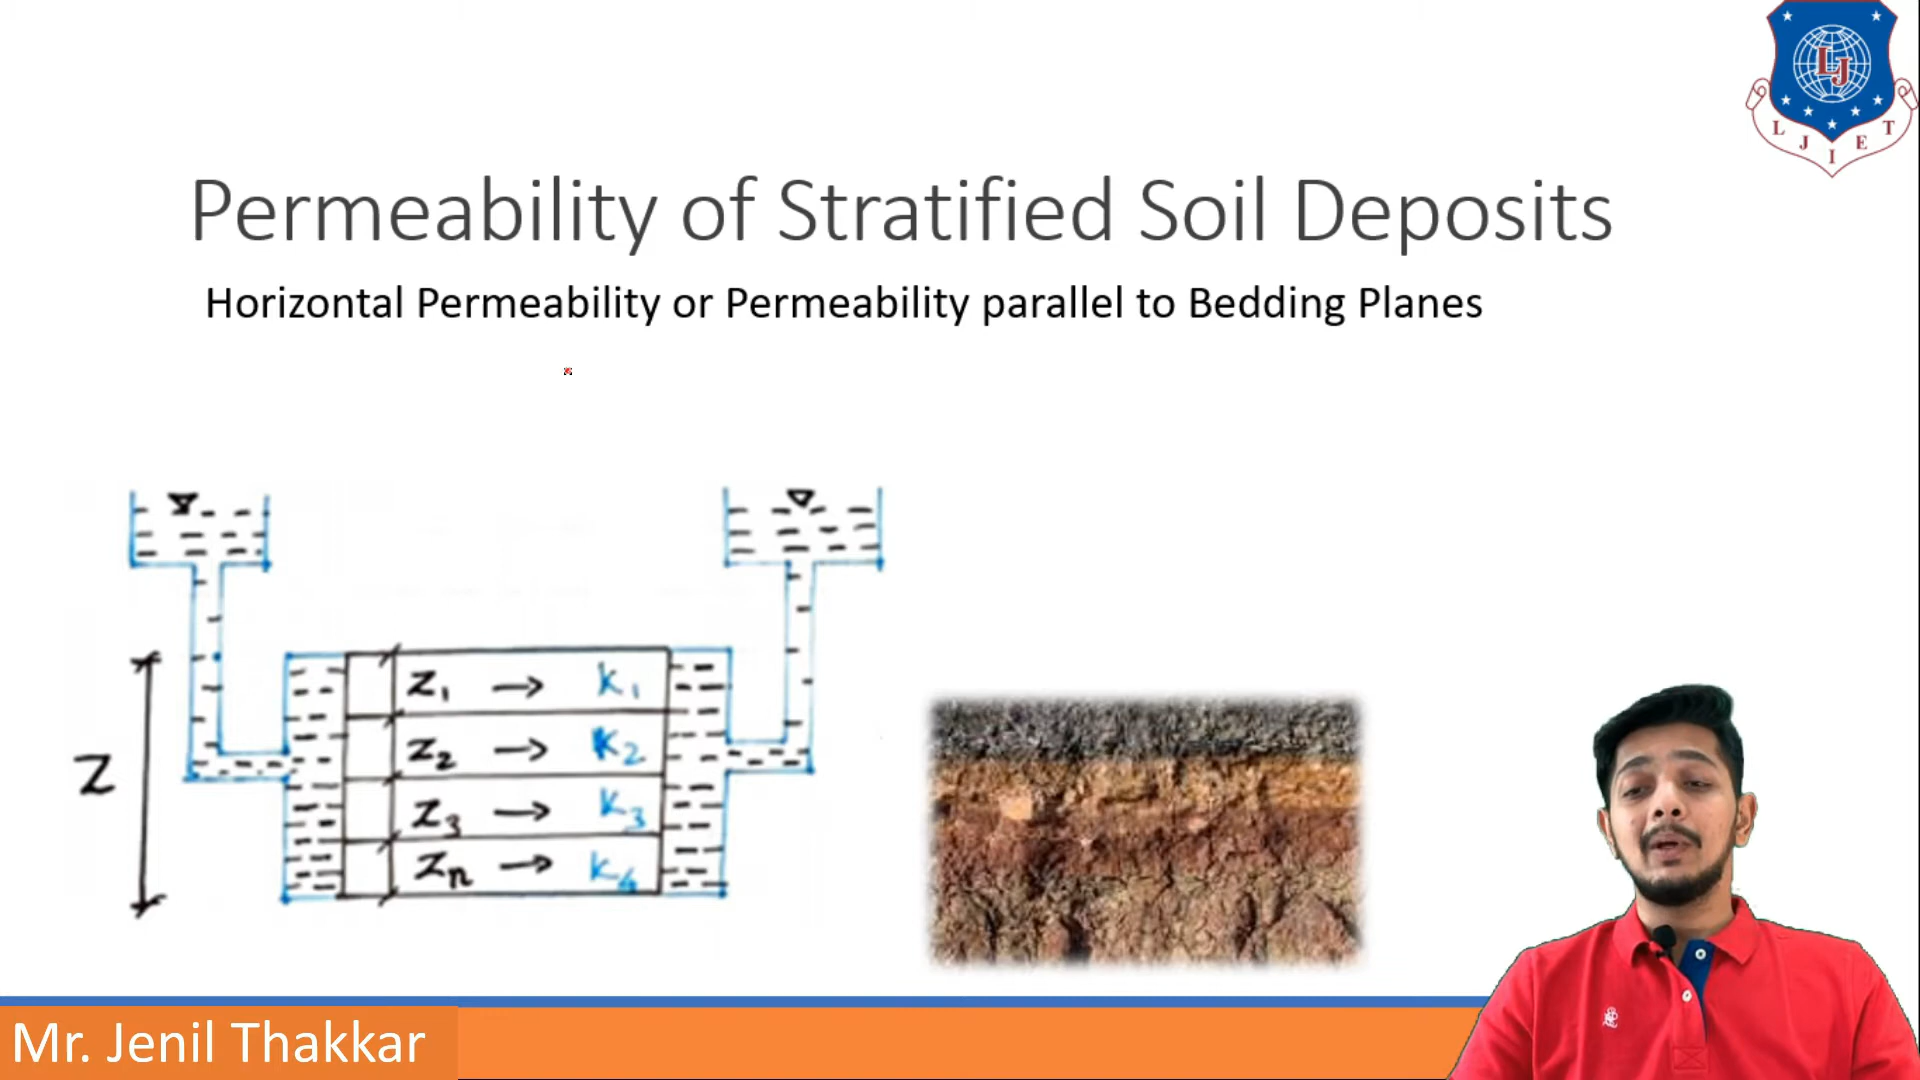 LJ
L J I E T
Permeability of Stratified Soil Deposits
Horizontal Permeability or Permeability parallel to Bedding Planes
Z
Z1 → K1
Z2 → K2
Z3 → K3
Zn → K4
Mr. Jenil Thakkar